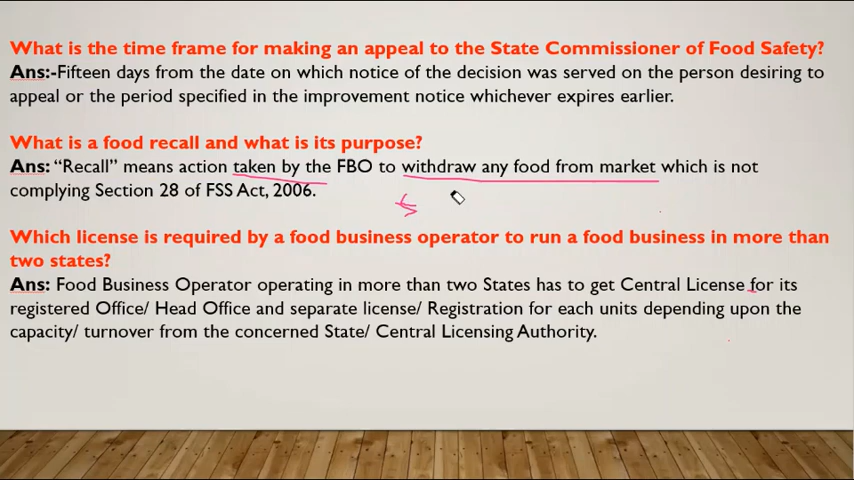 What is the time frame for making an appeal to the State Commissioner of Food Safety?
Ans:-Fifteen days from the date on which notice of the decision was served on the person desiring to
appeal or the period specified in the improvement notice whichever expires earlier.
What is a food recall and what is its purpose?
Ans: “Recall” means action taken by the FBO to withdraw any food from market which is not
complying Section 28 of FSS Act, 2006.
Which license is required by a food business operator to run a food business in more than
two states?
Ans: Food Business Operator operating in more than two States has to get Central License for its
registered Office/ Head Office and separate license/ Registration for each units depending upon the
capacity/ turnover from the concerned State/ Central Licensing Authority.